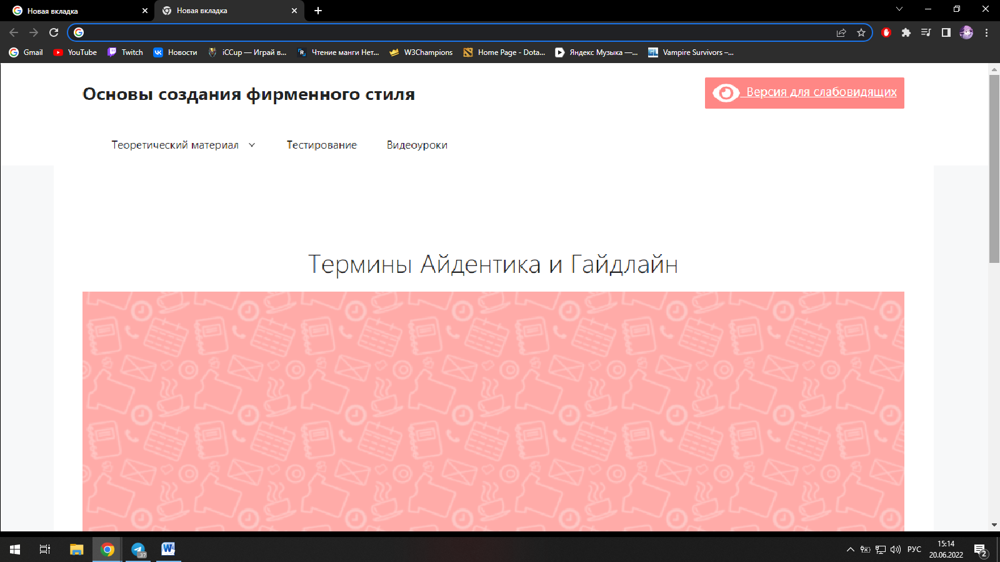 Новая вкладка
Новая вкладка
Gmail
YouTube
Twitch
Новости
iCCup — Играй в...
Чтение манги Нет...
W3Champions
Home Page - Dota...
Яндекс Музыка —...
Vampire Survivors –...
Основы создания фирменного стиля
Версия для слабовидящих
Теоретический материал
Тестирование
Видеоуроки
Термины Айдентика и Гайдлайн
37
РУС
15:14
20.06.2022
2